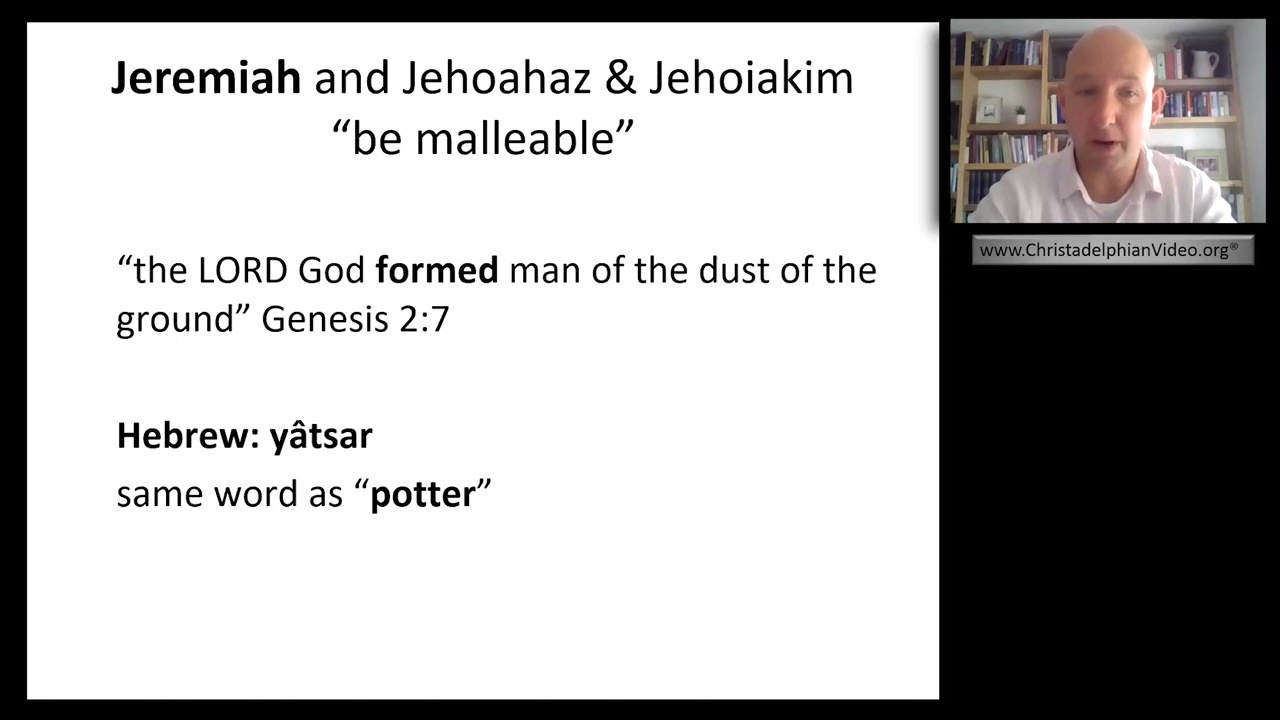 Jeremiah and Jehoahaz & Jehoiakim
“be malleable”
“the LORD God formed man of the dust of the
ground” Genesis 2:7
Hebrew: yâtsar
same word as “potter”
www.ChristadelphianVideo.org®